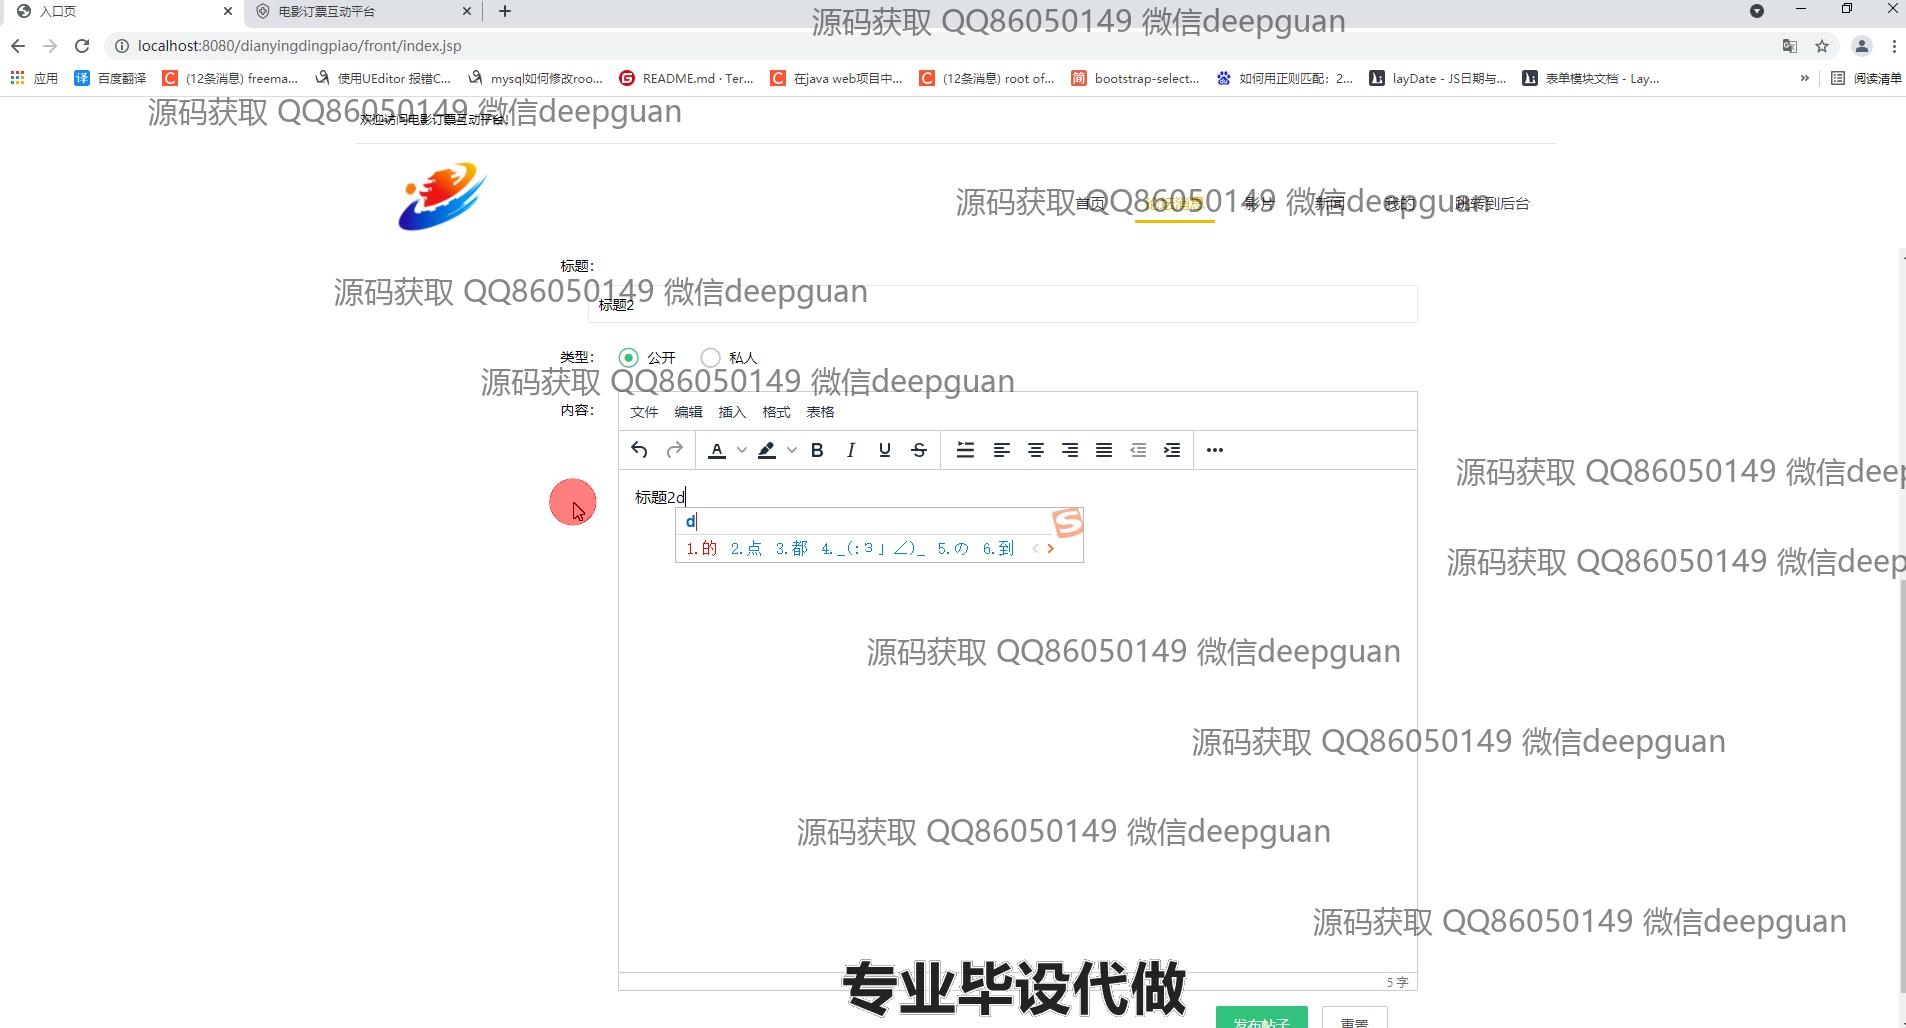 入口页
电影订票互动平台
源码获取 QQ86050149 微信deepguan
localhost:8080/dianyingdingpiao/front/index.jsp
应用 百度翻译 (12条消息) freema... 使用UEditor 报错C... mysql如何修改roo... README.md · Ter... 在java web项目中... (12条消息) root of... bootstrap-select... 如何用正则匹配：2... layDate - JS日期与... 表单模块文档 - Lay... » 阅读清单
源码获取 QQ86050149 微信deepguan
欢迎访问电影订票互动平台
源码获取 QQ86050149 微信deepguan
首页 影片 新闻 我的 跳转到后台
标题：
源码获取 QQ86050149 微信deepguan
标题2
类型： 公开 私人
源码获取 QQ86050149 微信deepguan
内容： 文件 编辑 插入 格式 表格
A B I U S
源码获取 QQ86050149 微信deep
标题2d
d
1.的 2.点 3.都 4._(:3」∠)_ 5.の 6.到
源码获取 QQ86050149 微信deep
源码获取 QQ86050149 微信deepguan
源码获取 QQ86050149 微信deepguan
源码获取 QQ86050149 微信deepguan
源码获取 QQ86050149 微信deepguan
专业毕设代做
5 字
发布帖子 重置